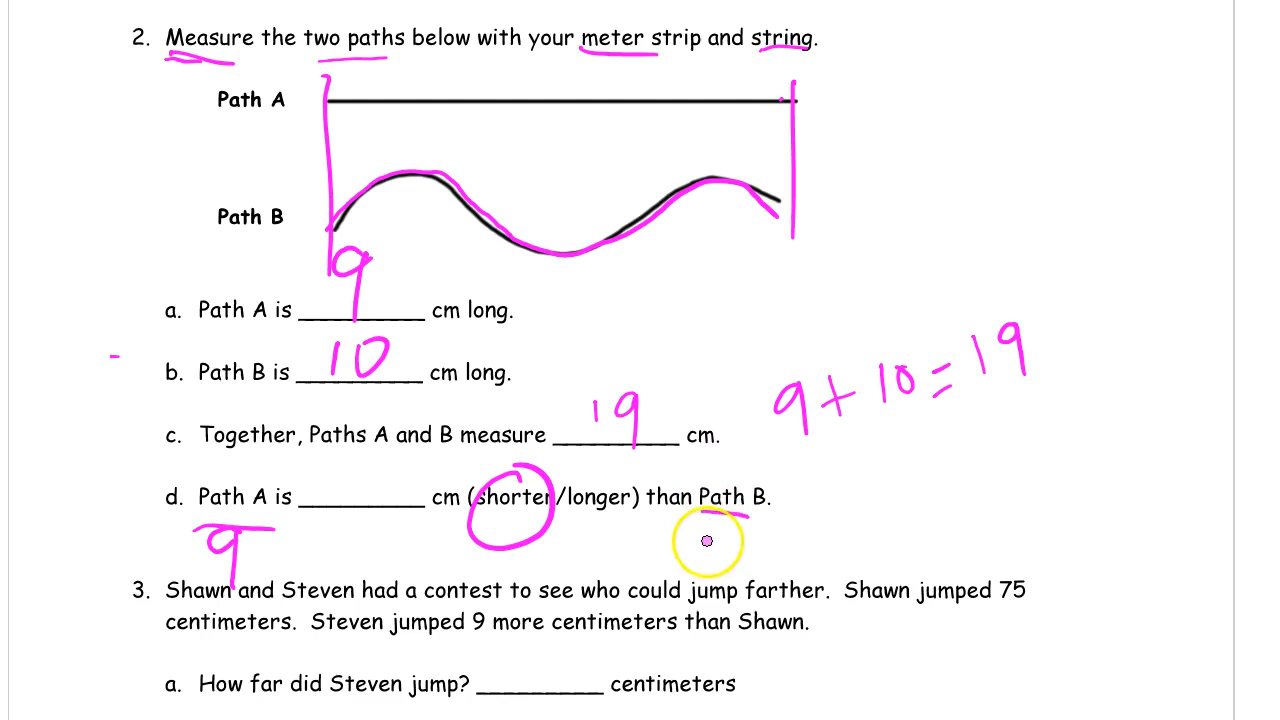 2. Measure the two paths below with your meter strip and string.
Path A
Path B
a. Path A is 9 cm long.
b. Path B is 10 cm long.
9 + 10 = 19
c. Together, Paths A and B measure 19 cm.
d. Path A is __________ cm (shorter/longer) than Path B.
9
3. Shawn and Steven had a contest to see who could jump farther. Shawn jumped 75
centimeters. Steven jumped 9 more centimeters than Shawn.
a. How far did Steven jump? __________ centimeters